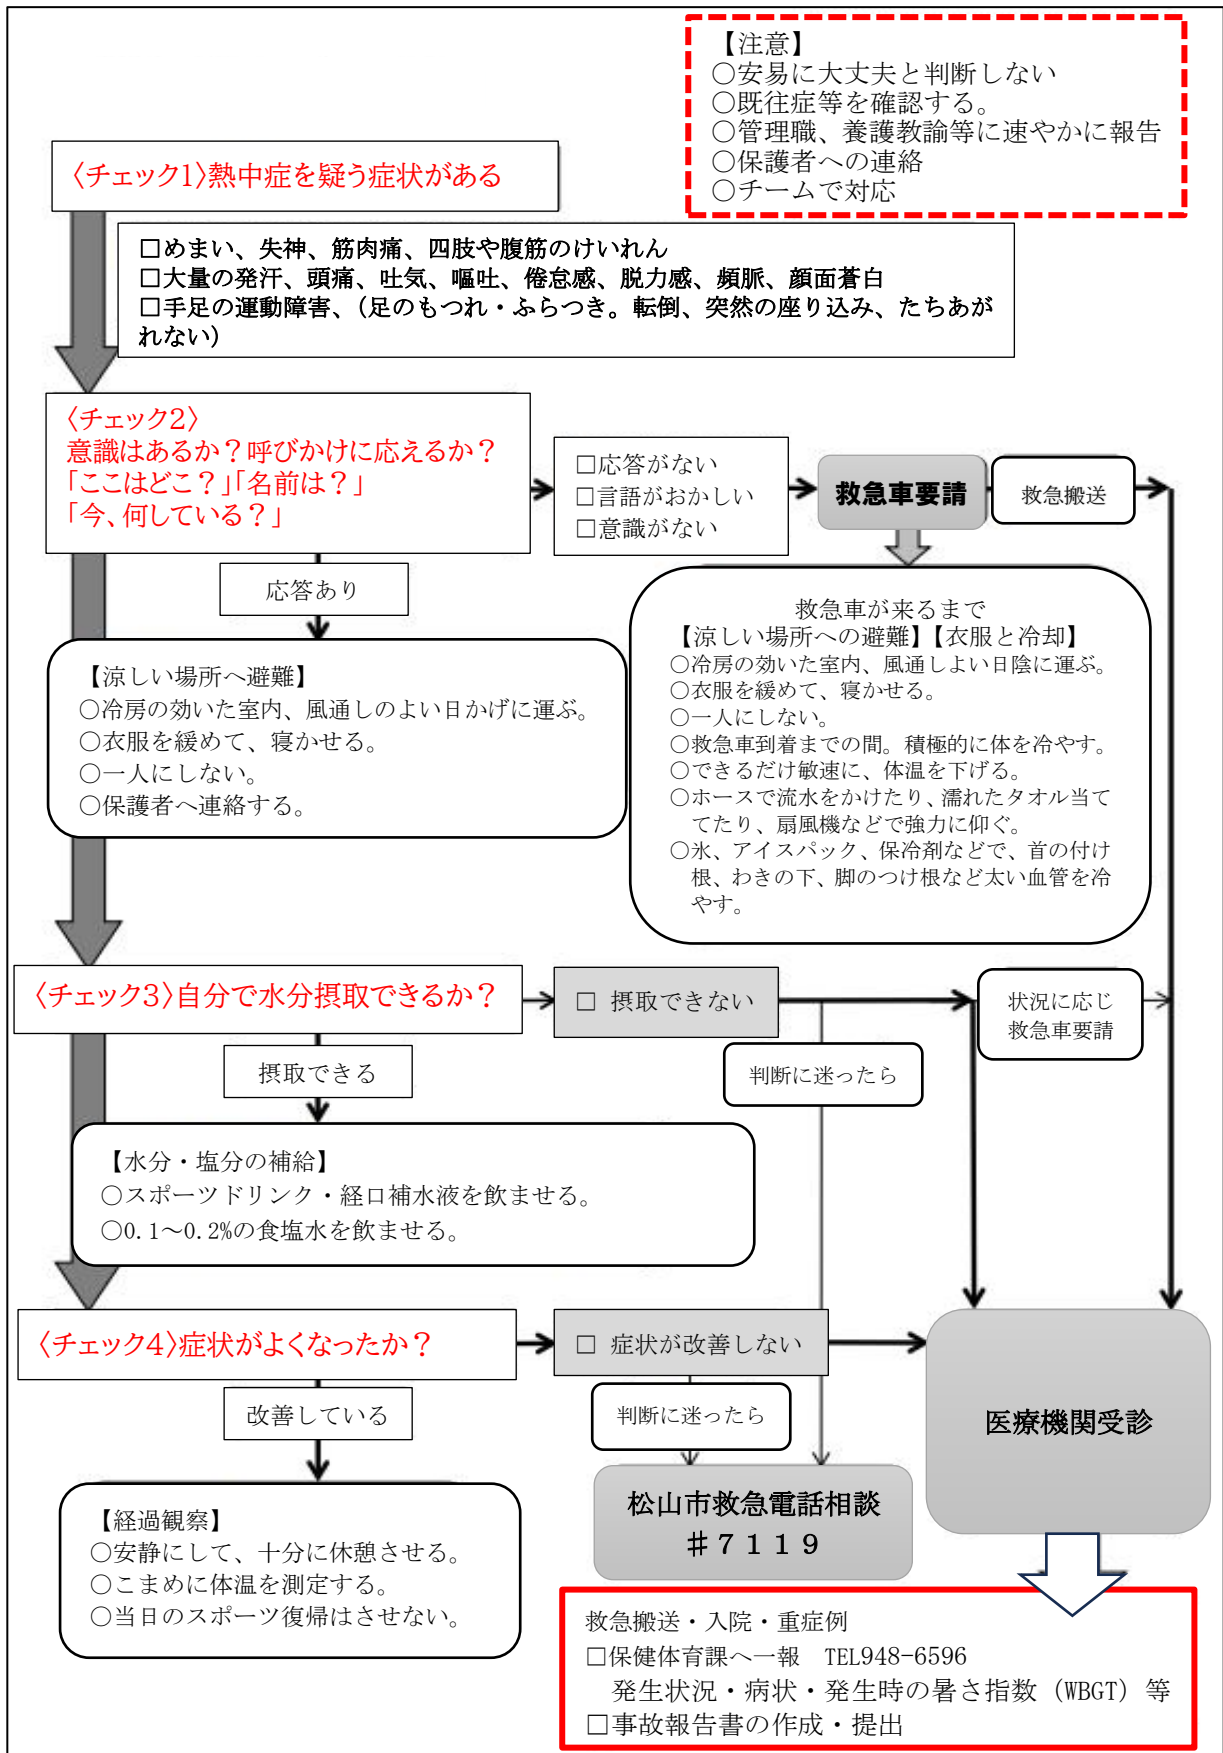 【注意】
○安易に大丈夫と判断しない
○既往症等を確認する。
○管理職、養護教諭等に速やかに報告
○保護者への連絡
○チームで対応
〈チェック1〉熱中症を疑う症状がある
□めまい、失神、筋肉痛、四肢や腹筋のけいれん
□大量の発汗、頭痛、吐気、嘔吐、倦怠感、脱力感、頻脈、顔面蒼白
□手足の運動障害、（足のもつれ・ふらつき。転倒、突然の座り込み、たちあが
れない）
〈チェック2〉
意識はあるか？呼びかけに応えるか？
「ここはどこ？」「名前は？」
「今、何している？」
□応答がない
□言語がおかしい
□意識がない
救急車要請
救急搬送
応答あり
【涼しい場所へ避難】
○冷房の効いた室内、風通しのよい日かげに運ぶ。
○衣服を緩めて、寝かせる。
○一人にしない。
○保護者へ連絡する。
救急車が来るまで
【涼しい場所への避難】【衣服と冷却】
○冷房の効いた室内、風通しよい日陰に運ぶ。
○衣服を緩めて、寝かせる。
○一人にしない。
○救急車到着までの間。積極的に体を冷やす。
○できるだけ敏速に、体温を下げる。
○ホースで流水をかけたり、濡れたタオル当て
てたり、扇風機などで強力に仰ぐ。
○氷、アイスパック、保冷剤などで、首の付け
根、わきの下、脚のつけ根など太い血管を冷
やす。
〈チェック3〉自分で水分摂取できるか？
□ 摂取できない
状況に応じ
救急車要請
摂取できる
判断に迷ったら
【水分・塩分の補給】
○スポーツドリンク・経口補水液を飲ませる。
○0.1～0.2%の食塩水を飲ませる。
〈チェック4〉症状がよくなったか？
□ 症状が改善しない
改善している
判断に迷ったら
医療機関受診
松山市救急電話相談
＃７１１９
【経過観察】
○安静にして、十分に休憩させる。
○こまめに体温を測定する。
○当日のスポーツ復帰はさせない。
救急搬送・入院・重症例
□保健体育課へ一報　TEL948-6596
発生状況・病状・発生時の暑さ指数（WBGT）等
□事故報告書の作成・提出